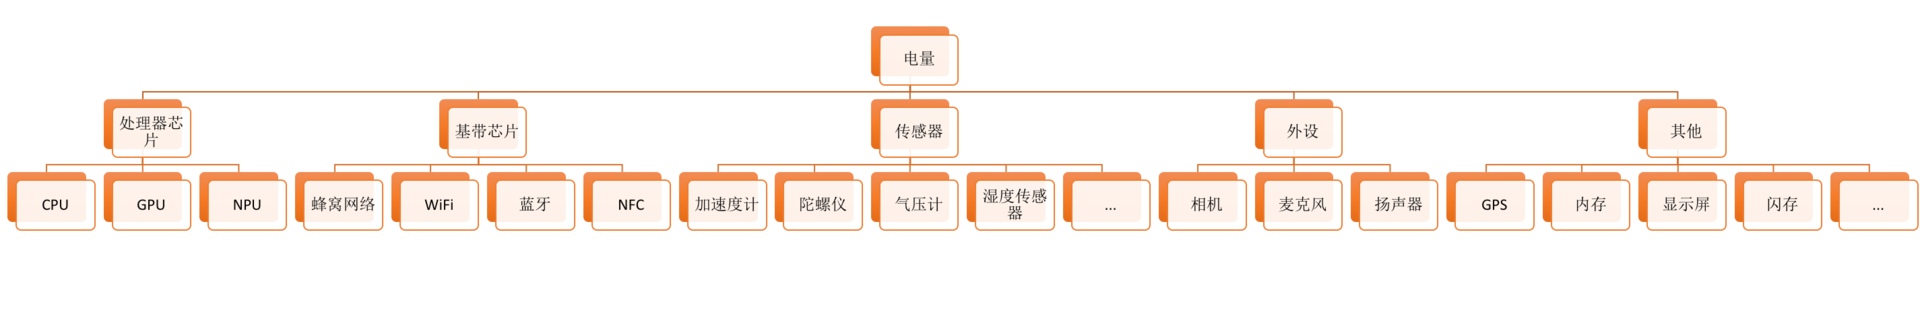 电量
处理器芯
片
基带芯片
传感器
外设
其他
CPU
GPU
NPU
蜂窝网络
WiFi
蓝牙
NFC
加速度计
陀螺仪
气压计
湿度传感
器
...
相机
麦克风
扬声器
GPS
内存
显示屏
闪存
...